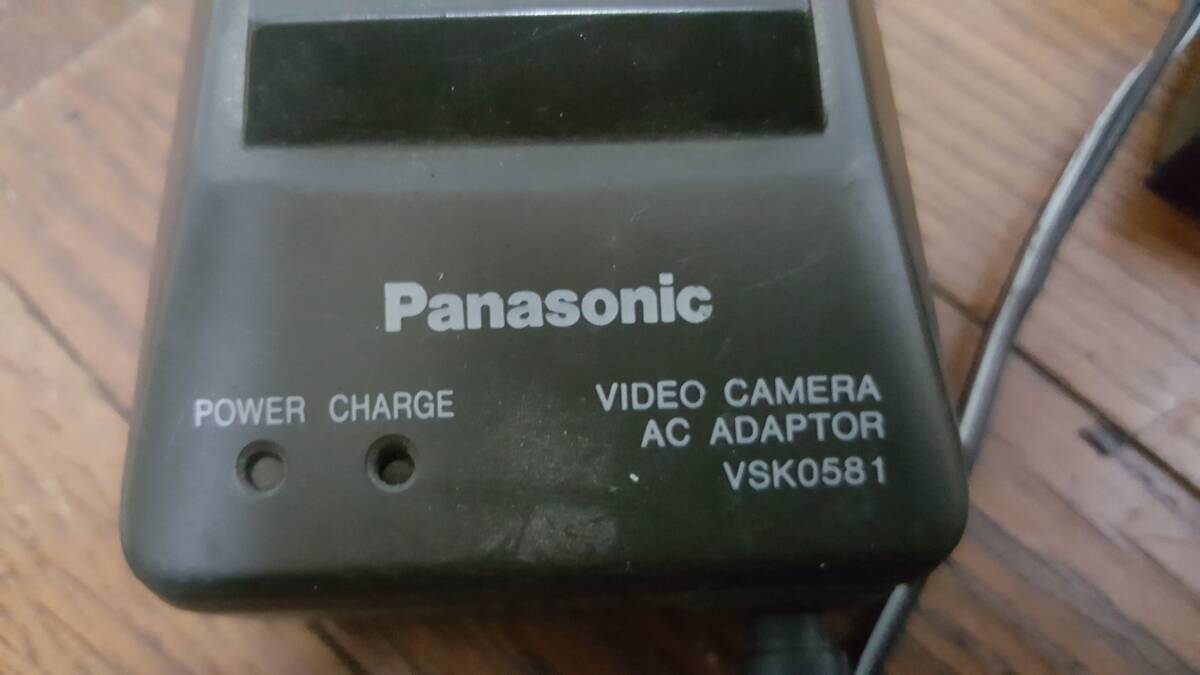 Panasonic
POWER CHARGE
VIDEO CAMERA
AC ADAPTOR
VSK0581